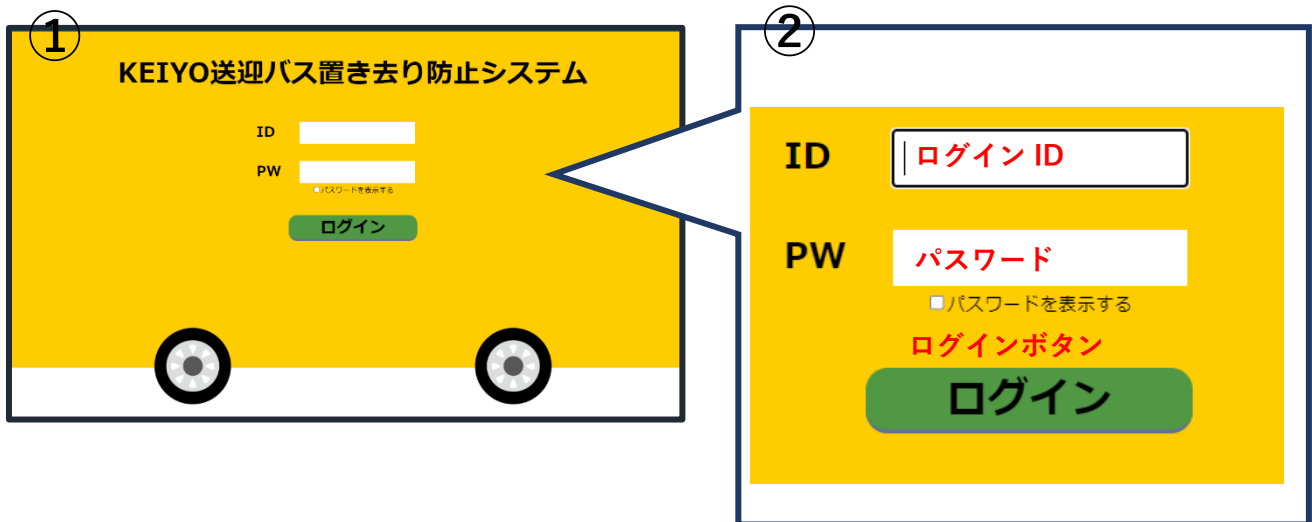 ①
KEIYO送迎バス置き去り防止システム
ID
PW
パスワードを表示する
ログイン
②
ID ログイン ID
PW パスワード
パスワードを表示する
ログインボタン
ログイン